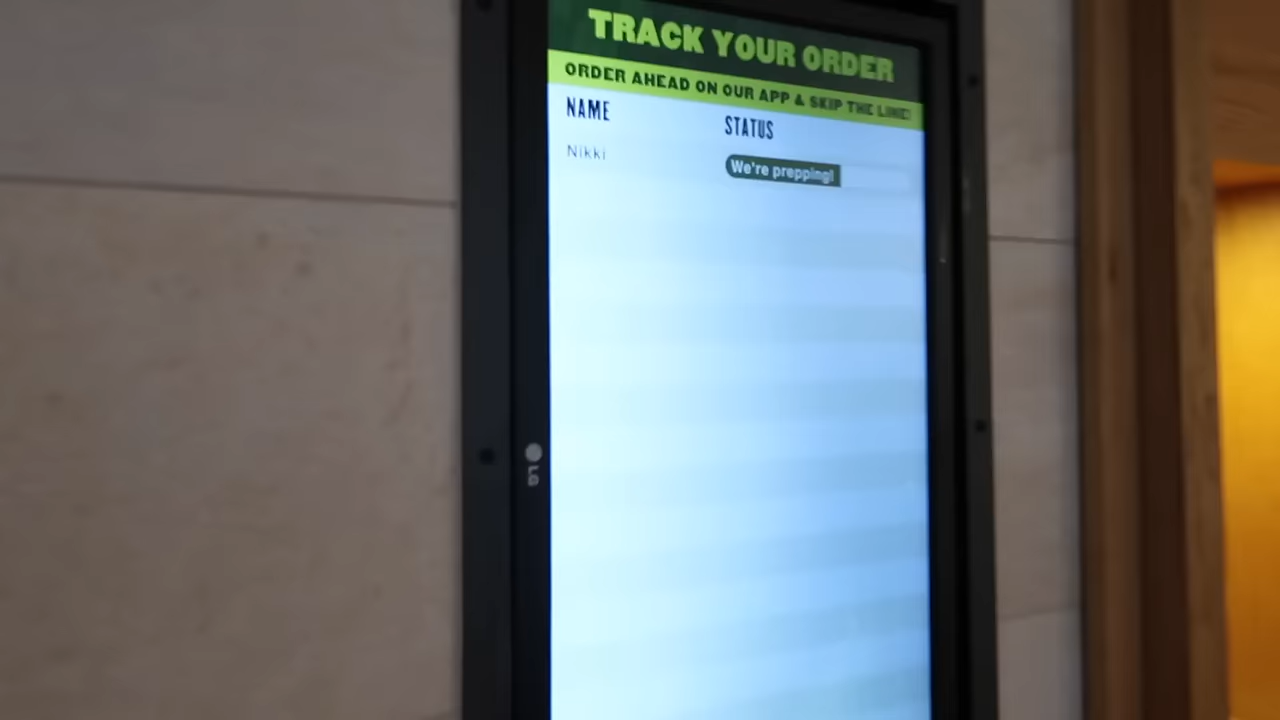 TRACK YOUR ORDER
ORDER AHEAD ON OUR APP & SKIP THE LINE!
NAME STATUS
Nikki We're prepping!
LG